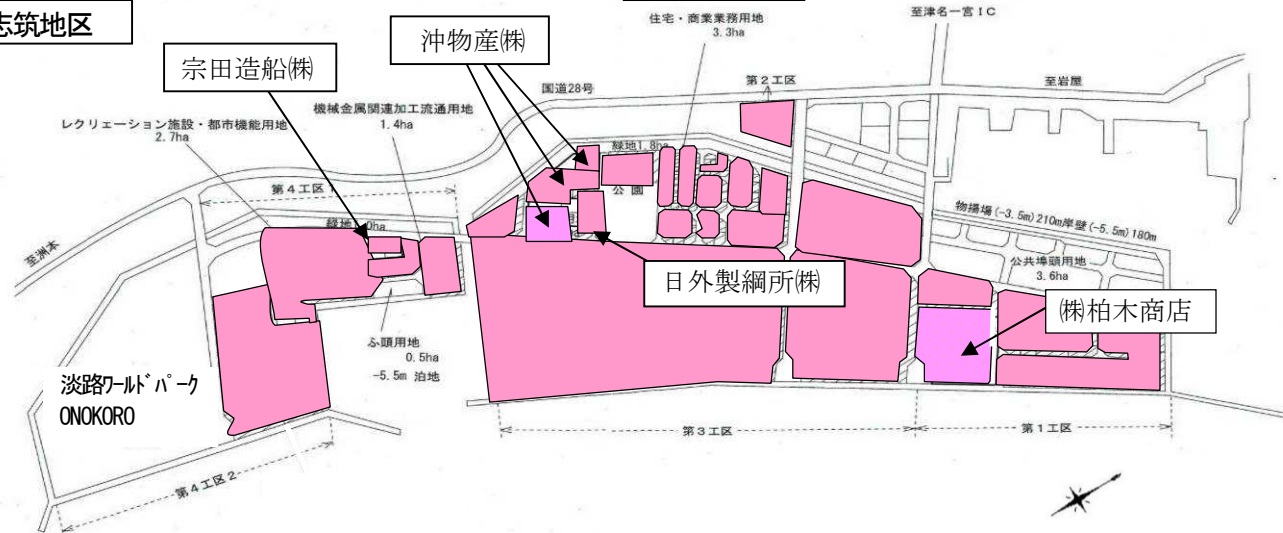 志筑地区
住宅・商業業務用地
3.3ha
至津名一宮IC
沖物産㈱
宗田造船㈱
国道28号
第2工区
至岩屋
機械金属関連加工流通用地
1.4ha
レクリェーション施設・都市機能用地
2.7ha
緑地1.8ha
公園
第4工区1
物揚場(-3.5m)210m岸壁(-5.5m)180m
至洲本
公共埠頭用地
3.6ha
日外製綱所㈱
㈱柏木商店
ふ頭用地
0.5ha
-5.5m 泊地
淡路ワールドパーク
ONOKORO
第3工区
第1工区
第4工区2